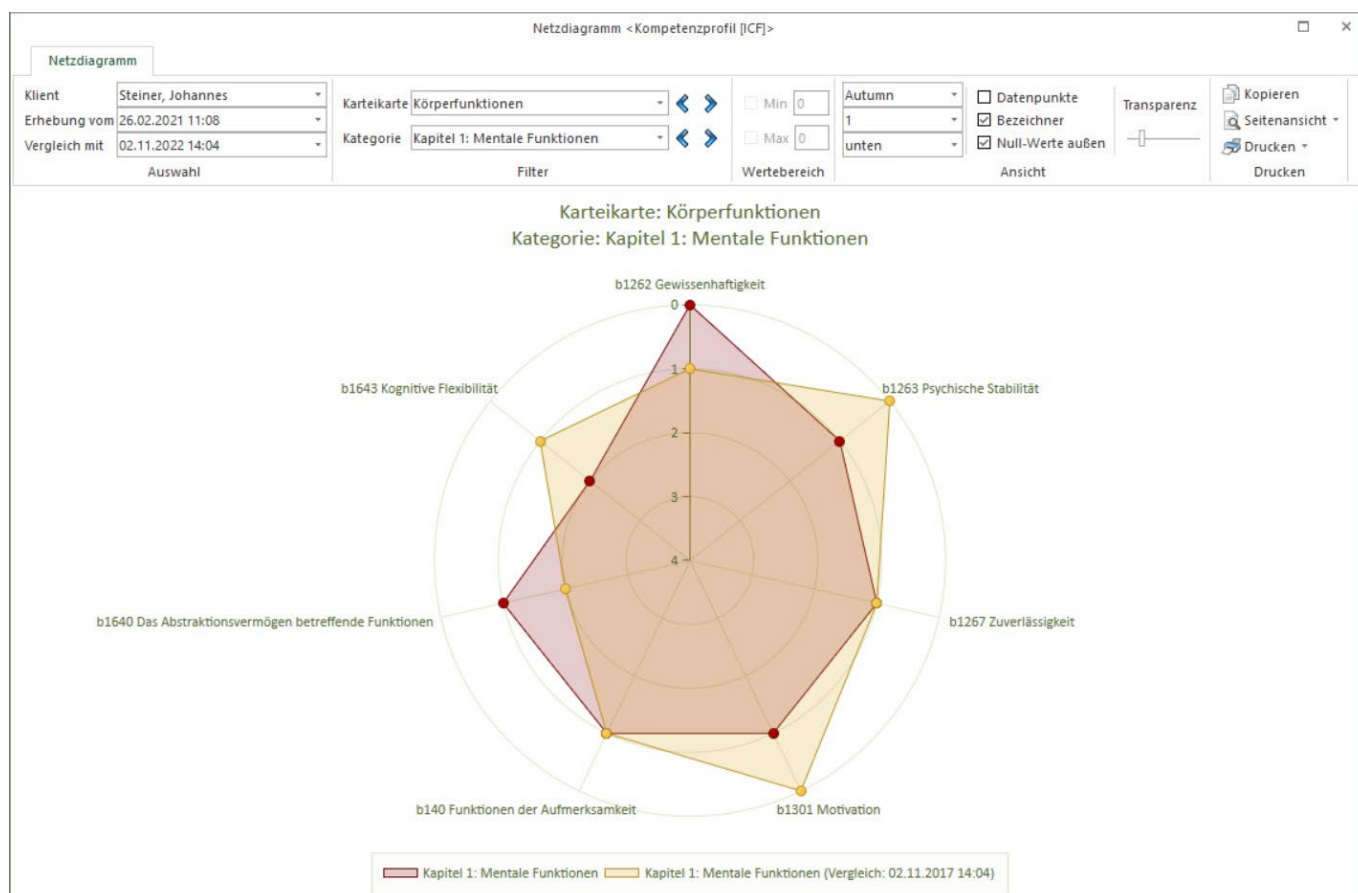 Netzdiagramm <Kompetenzprofil [ICF]>
Netzdiagramm
Klient Steiner, Johannes
Erhebung vom 26.02.2021 11:08
Vergleich mit 02.11.2022 14:04
Auswahl
Karteikarte Körperfunktionen
Kategorie Kapitel 1: Mentale Funktionen
Filter
Min 0
Max 0
Wertebereich
Autumn
1
unten
Datenpunkte
Bezeichner
Null-Werte außen
Transparenz
Ansicht
Kopieren
Seitenansicht
Drucken
Drucken
Karteikarte: Körperfunktionen
Kategorie: Kapitel 1: Mentale Funktionen
b1262 Gewissenhaftigkeit
0
1
b1643 Kognitive Flexibilität
b1263 Psychische Stabilität
2
3
4
b1640 Das Abstraktionsvermögen betreffende Funktionen
b1267 Zuverlässigkeit
b140 Funktionen der Aufmerksamkeit
b1301 Motivation
Kapitel 1: Mentale Funktionen
Kapitel 1: Mentale Funktionen (Vergleich: 02.11.2017 14:04)